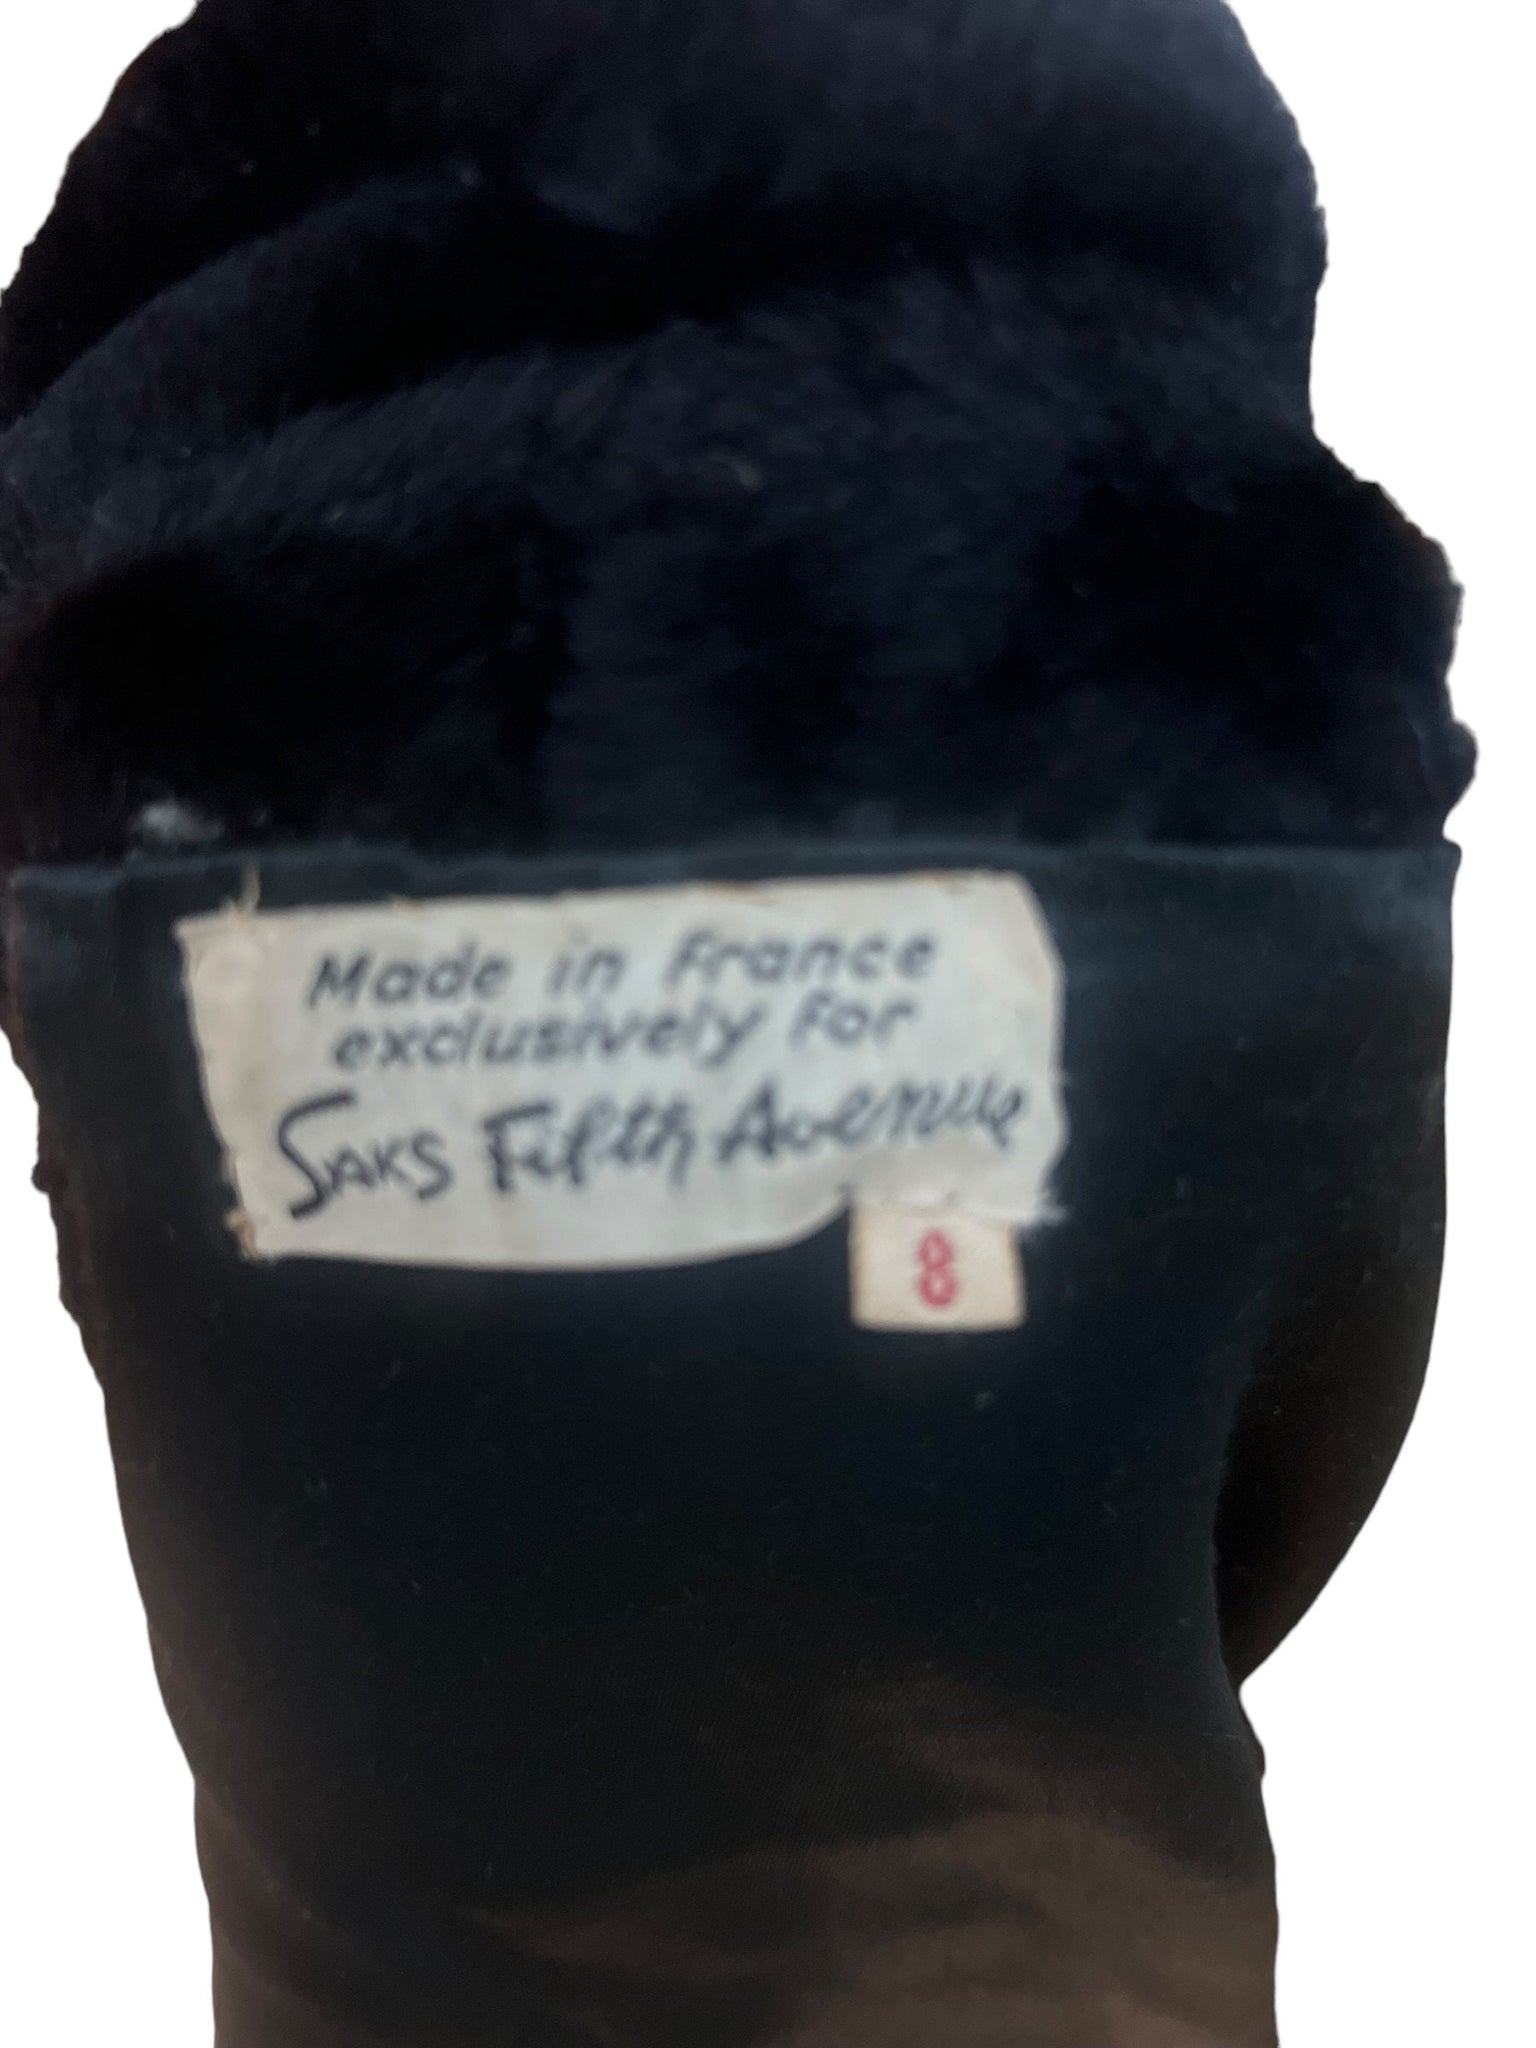 Made in France
exclusively For
SAKS Fifth Avenue
8